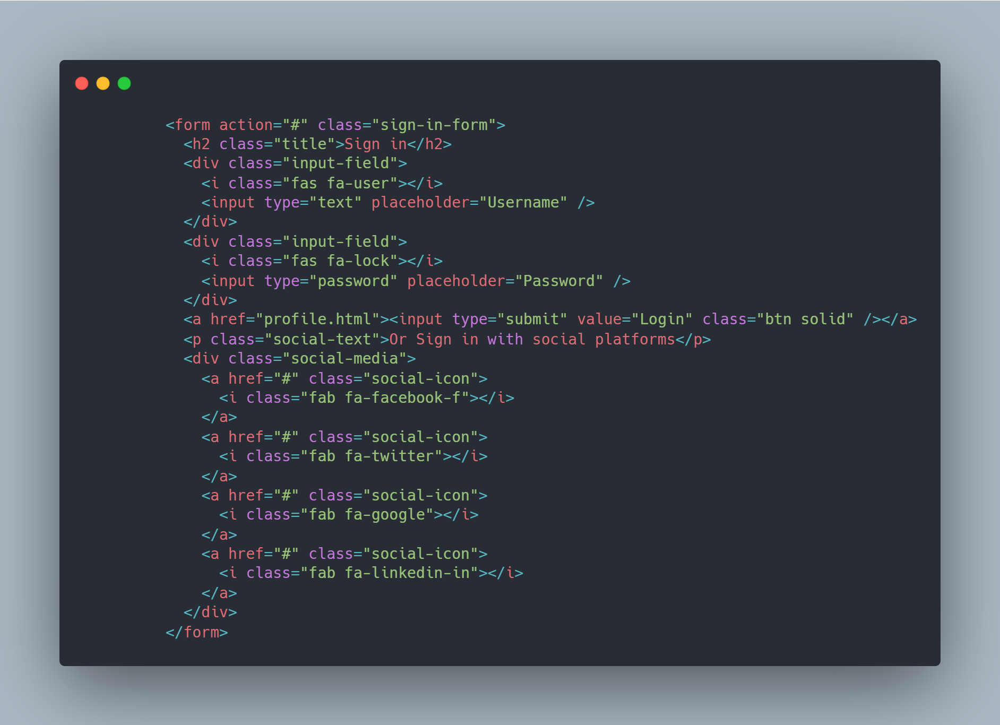 <form action="#" class="sign-in-form">
  <h2 class="title">Sign in</h2>
  <div class="input-field">
    <i class="fas fa-user"></i>
    <input type="text" placeholder="Username" />
  </div>
  <div class="input-field">
    <i class="fas fa-lock"></i>
    <input type="password" placeholder="Password" />
  </div>
  <a href="profile.html"><input type="submit" value="Login" class="btn solid" /></a>
  <p class="social-text">Or Sign in with social platforms</p>
  <div class="social-media">
    <a href="#" class="social-icon">
      <i class="fab fa-facebook-f"></i>
    </a>
    <a href="#" class="social-icon">
      <i class="fab fa-twitter"></i>
    </a>
    <a href="#" class="social-icon">
      <i class="fab fa-google"></i>
    </a>
    <a href="#" class="social-icon">
      <i class="fab fa-linkedin-in"></i>
    </a>
  </div>
</form>